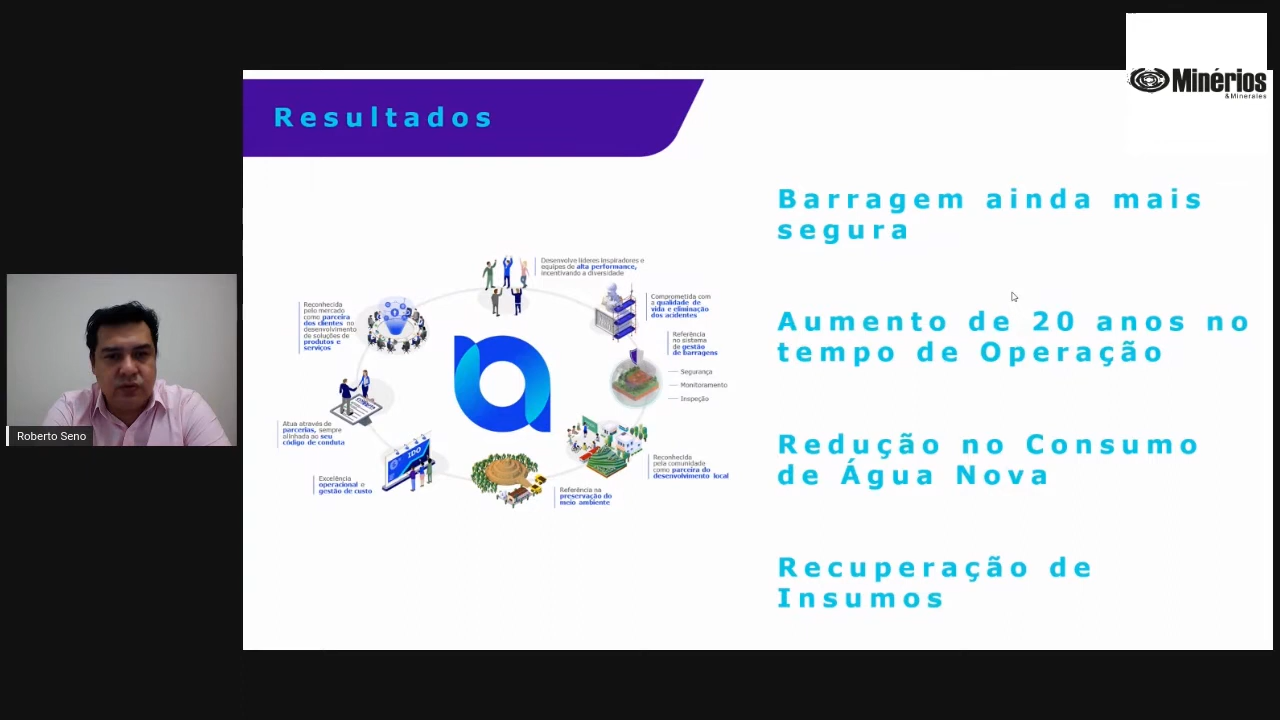 Minérios
& Minerales
Resultados
Barragem ainda mais
segura
Aumento de 20 anos no
tempo de Operação
Redução no Consumo
de Água Nova
Recuperação de
Insumos
Desenvolve líderes inspiradores e
equipes de alta performance,
incentivando a diversidade
Comprometida com
a qualidade de
vida e eliminação
dos acidentes
Referência
no sistema
de gestão
de barragens
Segurança
Monitoramento
Inspeção
Reconhecida
pela comunidade
como parceira do
desenvolvimento local
Referência na
preservação do
meio ambiente
Excelência
operacional e
gestão de custo
IPO
Atua através de
parcerias, sempre
alinhada ao seu
código de conduta
Reconhecida
pelo mercado
como parceira
dos clientes no
desenvolvimento
de soluções de
produtos e
serviços
Roberto Seno